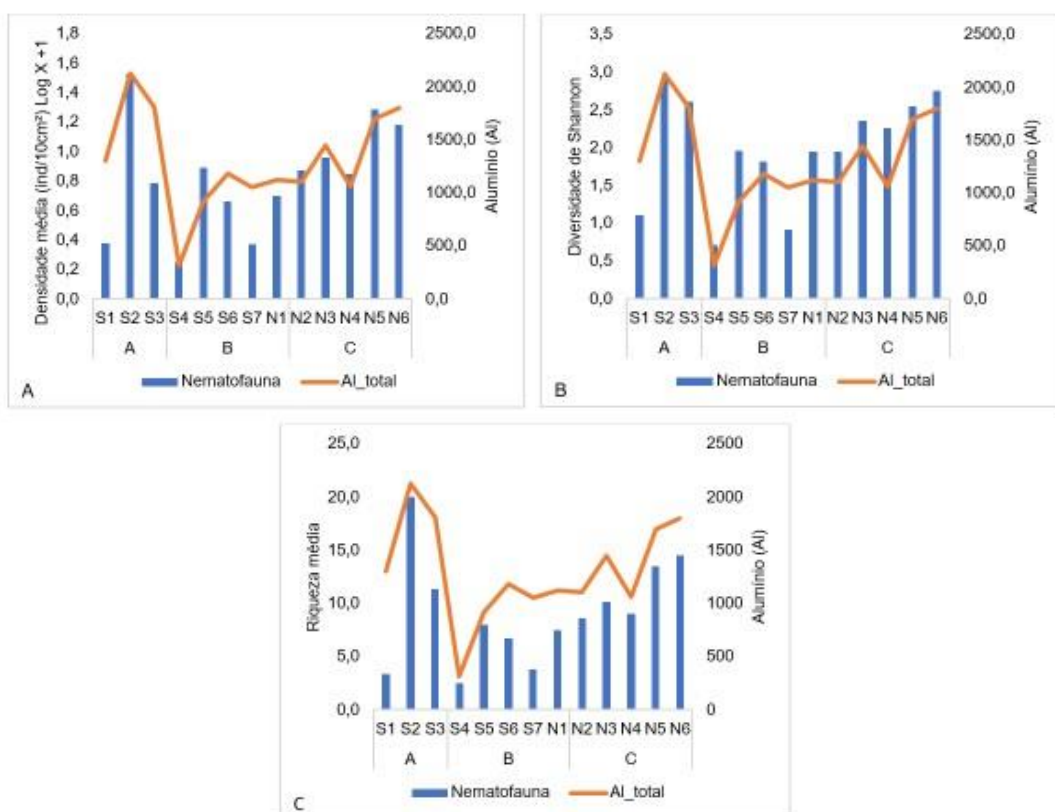 Densidade média (ind/10cm²) Log X +1
1,8
1,6
1,4
1,2
1,0
0,8
0,6
0,4
0,2
0,0
2500,0
2000,0
1500,0
1000,0
500,0
0,0
Alumínio (Al)
S1 S2 S3 S4 S5 S6 S7 N1 N2 N3 N4 N5 N6
A B C
Nematofauna Al_total
A
Diversidade de Shannon
3,5
3,0
2,5
2,0
1,5
1,0
0,5
0,0
2500,0
2000,0
1500,0
1000,0
500,0
0,0
Alumínio (Al)
S1 S2 S3 S4 S5 S6 S7 N1 N2 N3 N4 N5 N6
A B C
Nematofauna Al_total
B
Riqueza média
25,0
20,0
15,0
10,0
5,0
0,0
2500
2000
1500
1000
500
0
Alumínio (Al)
S1 S2 S3 S4 S5 S6 S7 N1 N2 N3 N4 N5 N6
A B C
Nematofauna Al_total
C